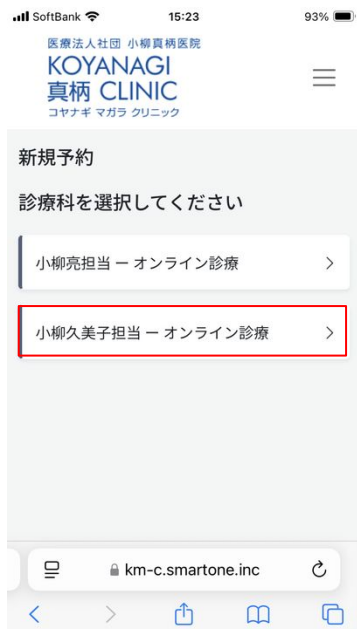 SoftBank 15:23 93%
医療法人社団 小柳真柄医院
KOYANAGI
真柄 CLINIC
コヤナギ マガラ クリニック
新規予約
診療科を選択してください
小柳亮担当 ー オンライン診療
小柳久美子担当 ー オンライン診療
km-c.smartone.inc